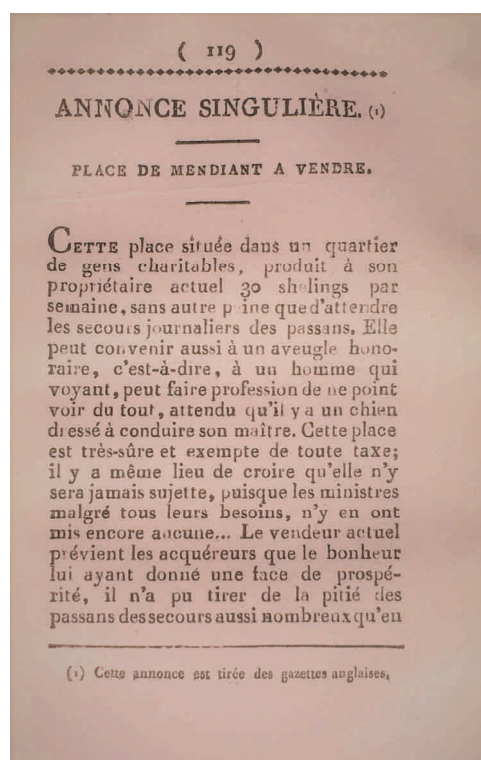 ( 119 )
ANNONCE SINGULIÈRE. (1)
PLACE DE MENDIANT A VENDRE.
CETTE place située dans un quartier
de gens charitables, produit à son
propriétaire actuel 30 shelings par
semaine, sans autre p ine que d'attendre
les secours journaliers des passans. Elle
peut convenir aussi à un aveugle hono-
raire, c'est-à-dire, à un homme qui
voyant, peut faire profession de ne point
voir du tout, attendu qu'il y a un chien
dressé à conduire son maître. Cette place
est très-sûre et exempte de toute taxe;
il y a même lieu de croire qu'elle n'y
sera jamais sujette, puisque les ministres
malgré tous leurs besoins, n'y en ont
mis encore aucune... Le vendeur actuel
prévient les acquéreurs que le bonheur
lui ayant donné une face de prospé-
rité, il n'a pu tirer de la pitié des
passans des secours aussi nombreux qu'en
(1) Cette annonce est tirée des gazettes anglaises,